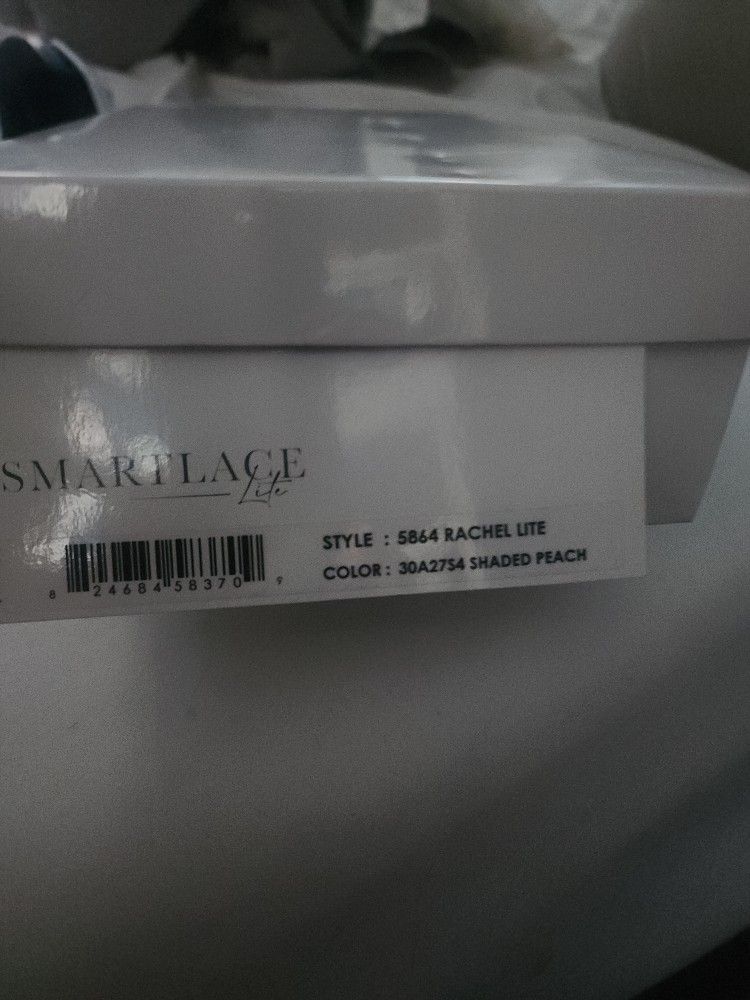 SMARTLACE
Lite
STYLE : 5864 RACHEL LITE
COLOR : 30A27S4 SHADED PEACH
8 24684 58370 9